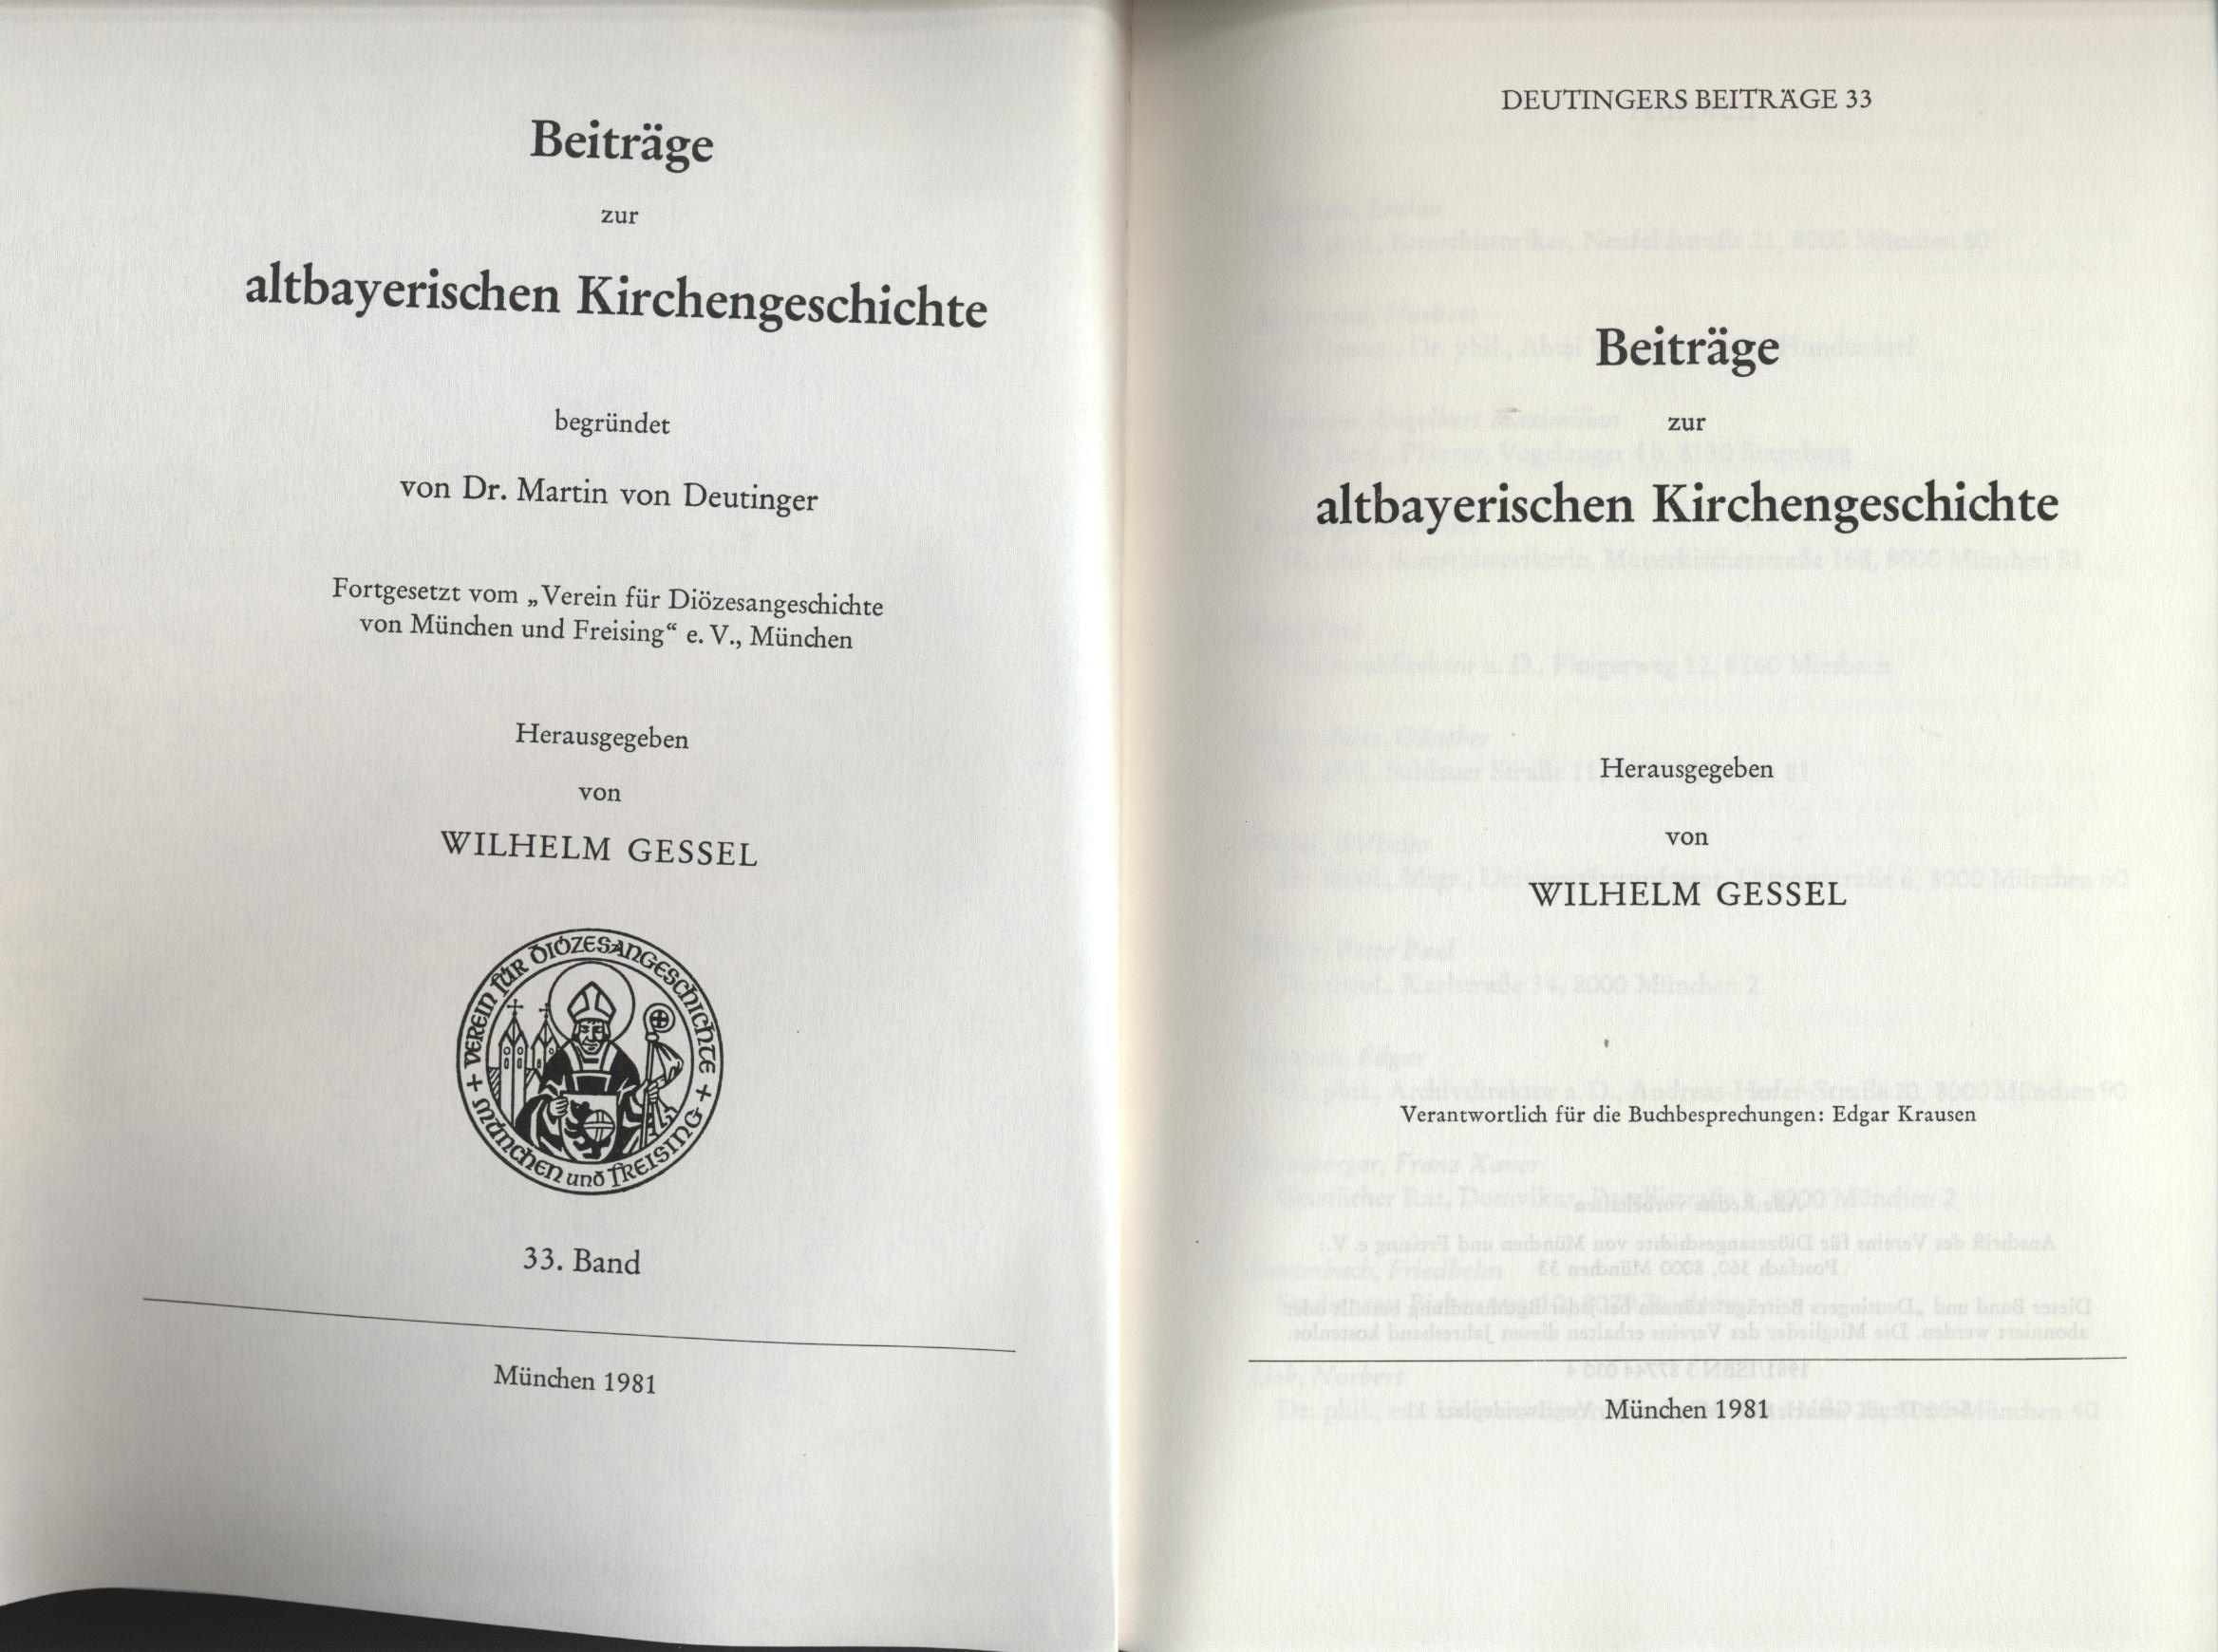 Beiträge
zur
altbayerischen Kirchengeschichte
begründet
von Dr. Martin von Deutinger
Fortgesetzt vom „Verein für Diözesangeschichte
von München und Freising“ e. V., München
Herausgegeben
von
WILHELM GESSEL
+ VEREIN FÜR DIÖZESANGESCHICHTE +
MÜNCHEN und FREISING
33. Band
München 1981
DEUTINGERS BEITRÄGE 33
Beiträge
zur
altbayerischen Kirchengeschichte
Herausgegeben
von
WILHELM GESSEL
Verantwortlich für die Buchbesprechungen: Edgar Krausen
München 1981